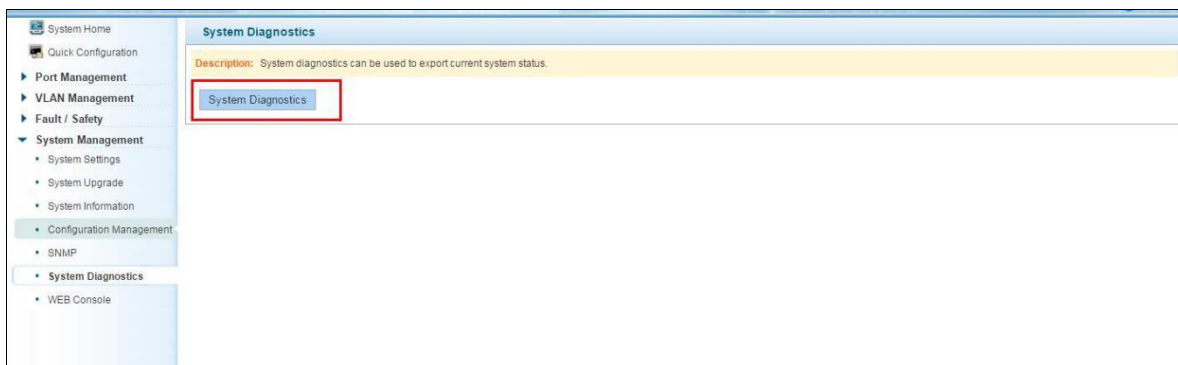 System Home
Quick Configuration
Port Management
VLAN Management
Fault / Safety
System Management
System Settings
System Upgrade
System Information
Configuration Management
SNMP
System Diagnostics
WEB Console
System Diagnostics
Description: System diagnostics can be used to export current system status.
System Diagnostics